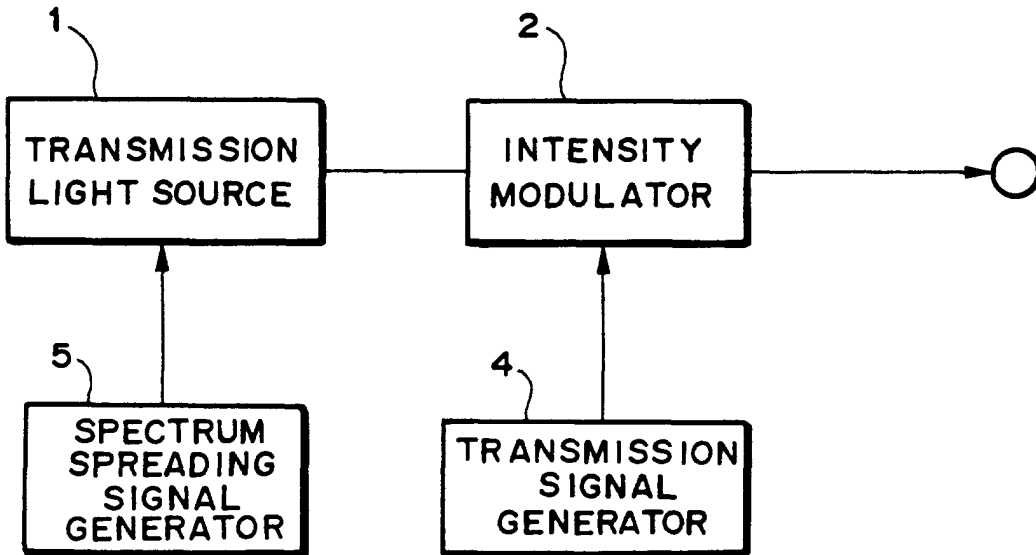 1
2
TRANSMISSION
LIGHT SOURCE
INTENSITY
MODULATOR
5
4
SPECTRUM
SPREADING
SIGNAL
GENERATOR
TRANSMISSION
SIGNAL
GENERATOR